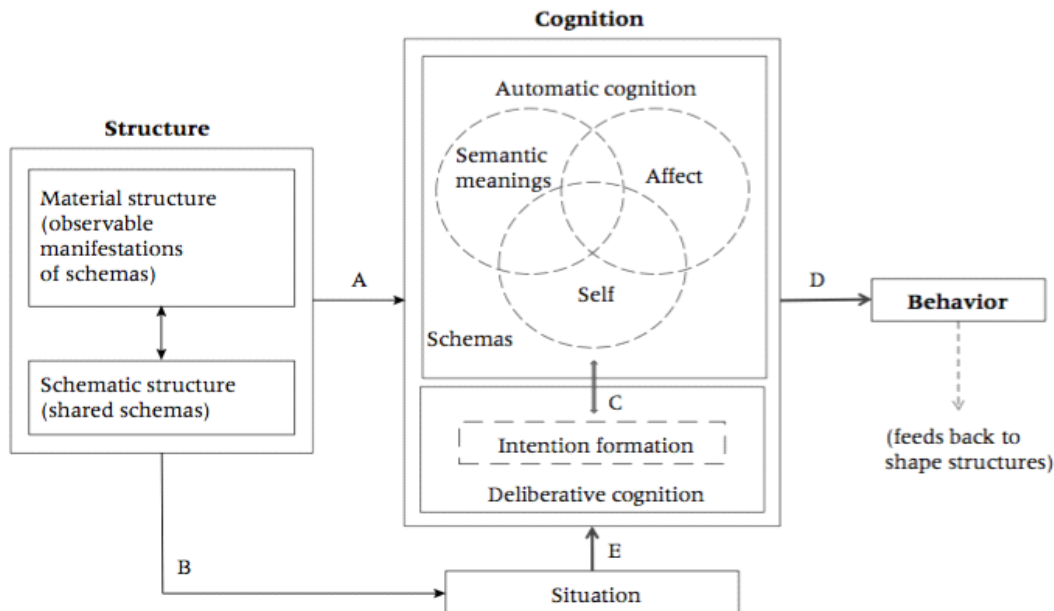 Cognition
Automatic cognition
Structure
Semantic
meanings
Affect
Material structure
(observable
manifestations
of schemas)
A
Self
D
Behavior
Schemas
Schematic structure
(shared schemas)
C
Intention formation
(feeds back to
shape structures)
Deliberative cognition
E
B
Situation